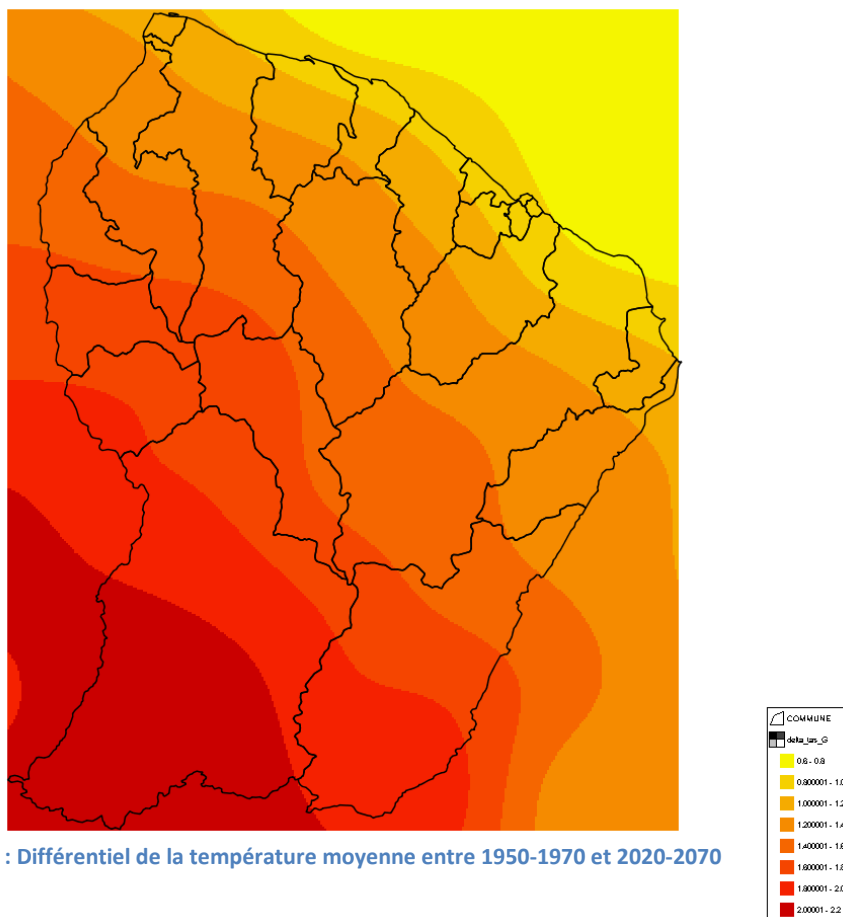 : Différentiel de la température moyenne entre 1950-1970 et 2020-2070
COMMUNE
delta_tas_G
0.6 - 0.8
0.800001 - 1.0
1.000001 - 1.2
1.200001 - 1.4
1.400001 - 1.6
1.600001 - 1.8
1.800001 - 2.0
2.00001 - 2.2